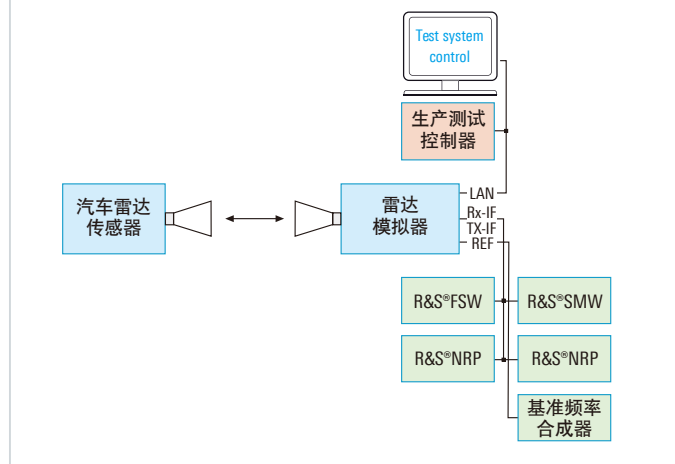 Test system
control
生产测试
控制器
汽车雷达
传感器
雷达
模拟器
LAN
Rx-IF
TX-IF
REF
R&S®FSW
R&S®SMW
R&S®NRP
R&S®NRP
基准频率
合成器